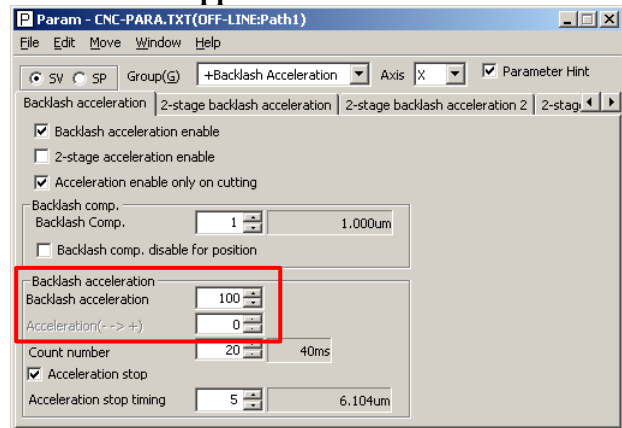 P Param - CNC-PARA.TXT(OFF-LINE:Path1)
File Edit Move Window Help
SV SP Group(G) +Backlash Acceleration Axis X Parameter Hint
Backlash acceleration 2-stage backlash acceleration 2-stage backlash acceleration 2 2-stag
Backlash acceleration enable
2-stage acceleration enable
Acceleration enable only on cutting
Backlash comp.
Backlash Comp. 1 1.000um
Backlash comp. disable for position
Backlash acceleration
Backlash acceleration 100
Acceleration(--> +) 0
Count number 20 40ms
Acceleration stop
Acceleration stop timing 5 6.104um